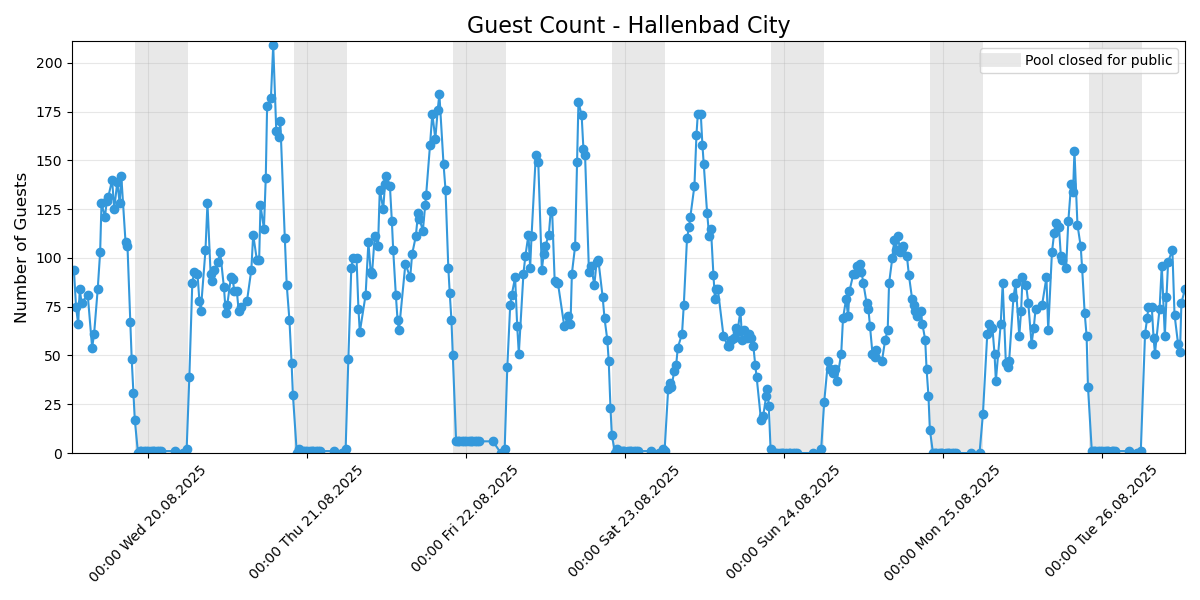 Guest Count - Hallenbad City
Pool closed for public
Number of Guests
200
175
150
125
100
75
50
25
0
00:00 Wed 20.08.2025
00:00 Thu 21.08.2025
00:00 Fri 22.08.2025
00:00 Sat 23.08.2025
00:00 Sun 24.08.2025
00:00 Mon 25.08.2025
00:00 Tue 26.08.2025